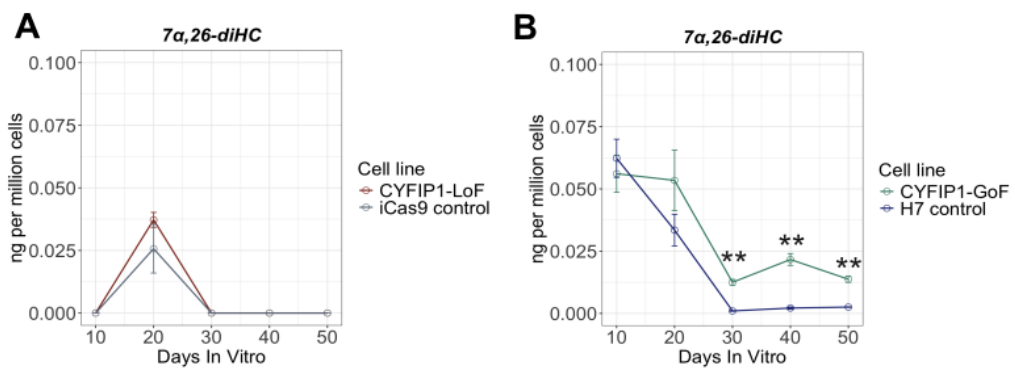 A
7α,26-diHC
ng per million cells
0.100
0.075
0.050
0.025
0.000
10 20 30 40 50
Days In Vitro
Cell line
CYFIP1-LoF
iCas9 control
B
7α,26-diHC
ng per million cells
0.100
0.075
0.050
0.025
0.000
** ** **
10 20 30 40 50
Days In Vitro
Cell line
CYFIP1-GoF
H7 control